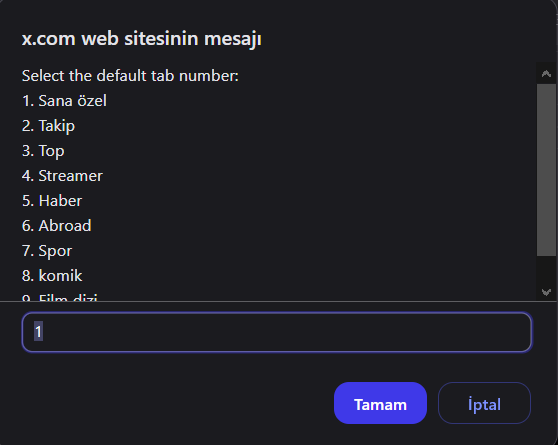 x.com web sitesinin mesajı
Select the default tab number:
1. Sana özel
2. Takip
3. Top
4. Streamer
5. Haber
6. Abroad
7. Spor
8. komik
9. Film dizi
1
Tamam
İptal